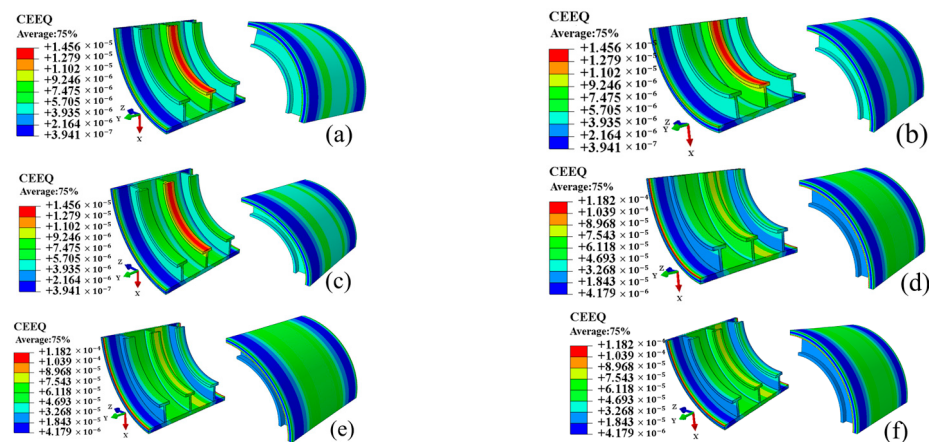 CEEQ
Average:75%
+1.456 × 10⁻⁵
+1.279 × 10⁻⁵
+1.102 × 10⁻⁵
+9.246 × 10⁻⁶
+7.475 × 10⁻⁶
+5.705 × 10⁻⁶
+3.935 × 10⁻⁶
+2.164 × 10⁻⁶
+3.941 × 10⁻⁷
Z
Y
X
(a)
CEEQ
Average:75%
+1.456 × 10⁻⁵
+1.279 × 10⁻⁵
+1.102 × 10⁻⁵
+9.246 × 10⁻⁶
+7.475 × 10⁻⁶
+5.705 × 10⁻⁶
+3.935 × 10⁻⁶
+2.164 × 10⁻⁶
+3.941 × 10⁻⁷
Z
Y
X
(b)
CEEQ
Average:75%
+1.456 × 10⁻⁵
+1.279 × 10⁻⁵
+1.102 × 10⁻⁵
+9.246 × 10⁻⁶
+7.475 × 10⁻⁶
+5.705 × 10⁻⁶
+3.935 × 10⁻⁶
+2.164 × 10⁻⁶
+3.941 × 10⁻⁷
Z
Y
X
(c)
CEEQ
Average:75%
+1.182 × 10⁻⁴
+1.039 × 10⁻⁴
+8.968 × 10⁻⁵
+7.543 × 10⁻⁵
+6.118 × 10⁻⁵
+4.693 × 10⁻⁵
+3.268 × 10⁻⁵
+1.843 × 10⁻⁵
+4.179 × 10⁻⁶
Z
Y
X
(d)
CEEQ
Average:75%
+1.182 × 10⁻⁴
+1.039 × 10⁻⁴
+8.968 × 10⁻⁵
+7.543 × 10⁻⁵
+6.118 × 10⁻⁵
+4.693 × 10⁻⁵
+3.268 × 10⁻⁵
+1.843 × 10⁻⁵
+4.179 × 10⁻⁶
Z
Y
X
(e)
CEEQ
Average:75%
+1.182 × 10⁻⁴
+1.039 × 10⁻⁴
+8.968 × 10⁻⁵
+7.543 × 10⁻⁵
+6.118 × 10⁻⁵
+4.693 × 10⁻⁵
+3.268 × 10⁻⁵
+1.843 × 10⁻⁵
+4.179 × 10⁻⁶
Z
Y
X
(f)